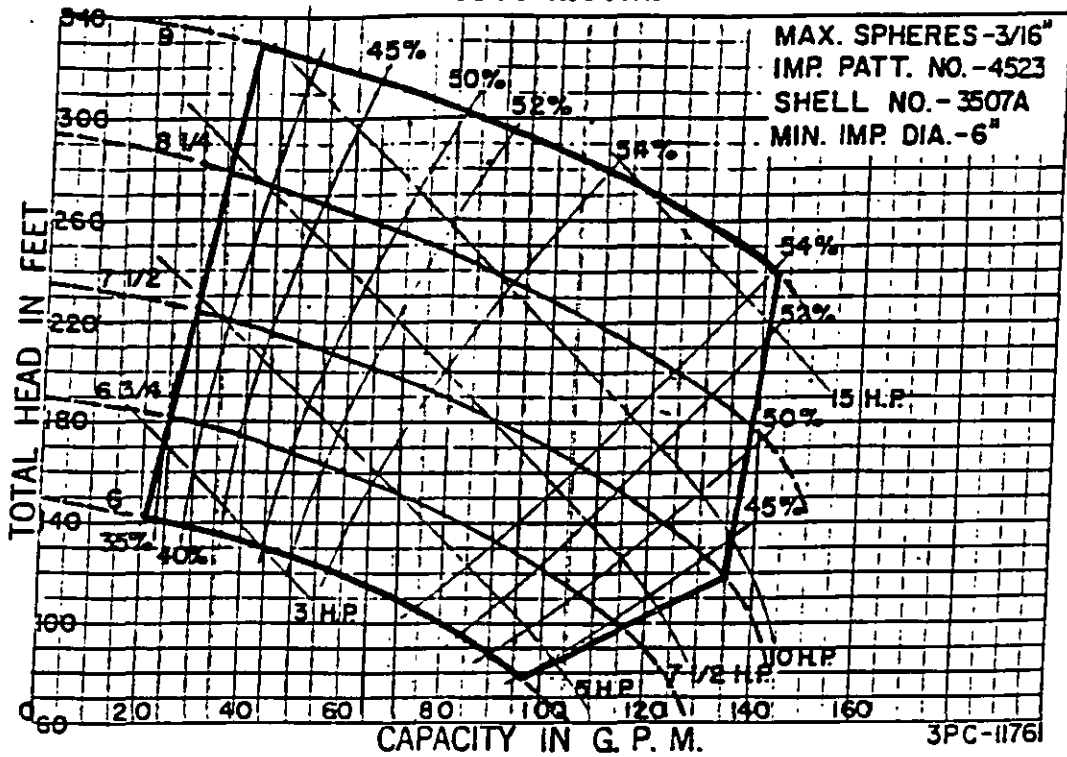 MAX. SPHERES-3/16"
IMP. PATT. NO.-4523
SHELL NO.-3507A
MIN. IMP. DIA.-6"
340
9
45%
50%
52%
54%
300
8 1/4
260
54%
7 1/2
220
52%
6 3/4
15 H.P.
180
50%
6
45%
140
35%
40%
3 H.P.
100
0 H.P.
7 1/2 H.P.
5 H.P.
TOTAL HEAD IN FEET
0
60
20
40
60
80
100
120
140
160
CAPACITY IN G. P. M.
3PC-11761